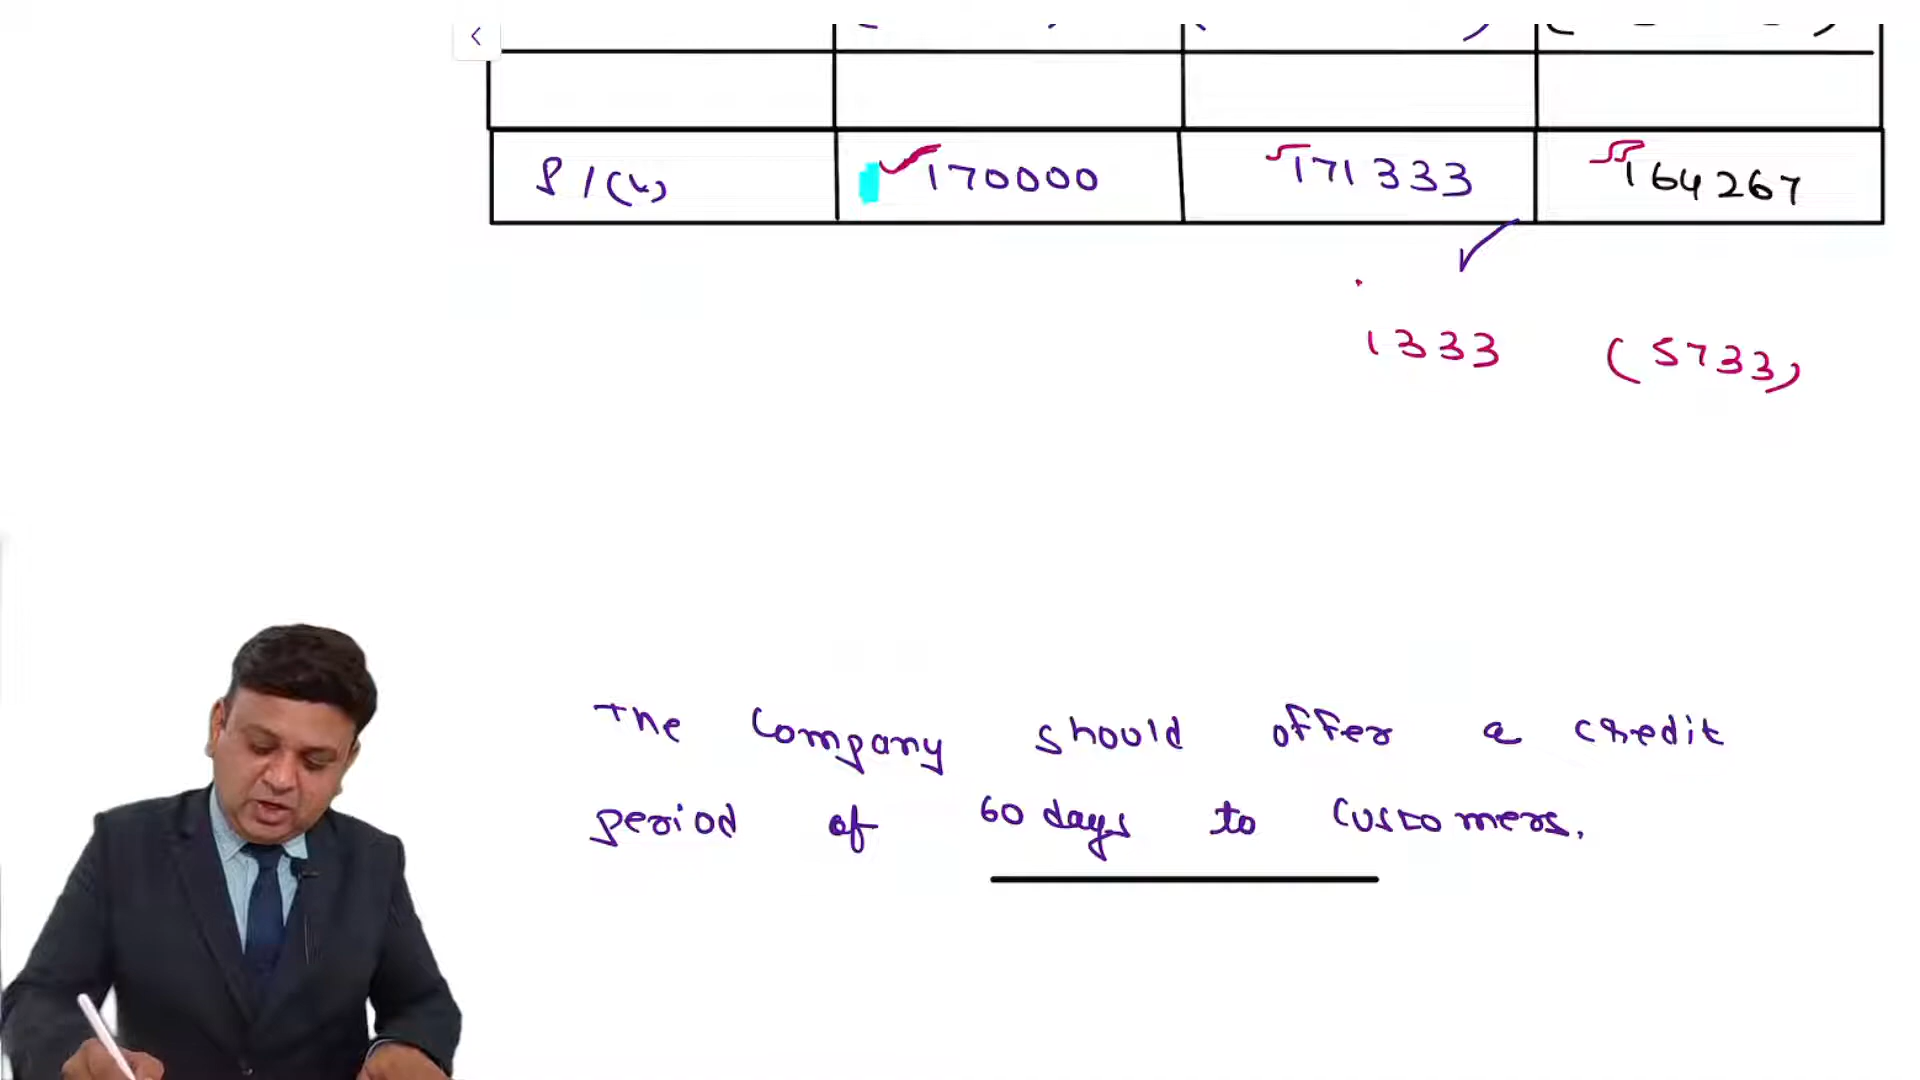 P/(L) 170000 171333 164267
1333 (5733)
The Company should offer a credit
period of 60 days to customers.